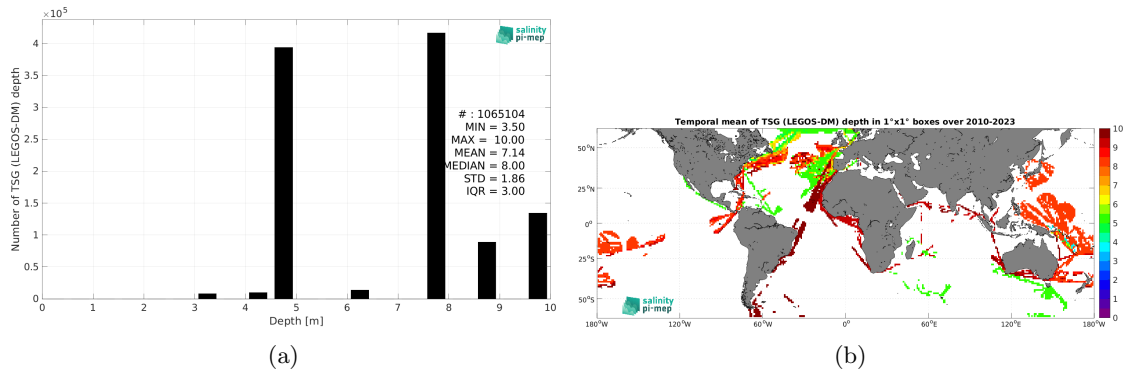 ×10⁵
4
3.5
3
2.5
2
1.5
1
0.5
0
Number of TSG (LEGOS-DM) depth
0 1 2 3 4 5 6 7 8 9 10
Depth [m]
salinity
pi-mep
# : 1065104
MIN = 3.50
MAX = 10.00
MEAN = 7.14
MEDIAN = 8.00
STD = 1.86
IQR = 3.00
(a)
Temporal mean of TSG (LEGOS-DM) depth in 1°x1° boxes over 2010-2023
50°N
25°N
0°
25°S
50°S
180°W 120°W 60°W 0° 60°E 120°E 180°W
salinity
pi-mep
10
9
8
7
6
5
4
3
2
1
0
(b)